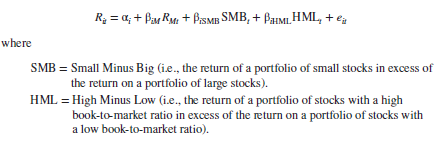 R_it = α_i + β_iM R_Mt + β_iSMB SMB_t + β_iHML HML_t + e_it
where
SMB = Small Minus Big (i.e., the return of a portfolio of small stocks in excess of
the return on a portfolio of large stocks).
HML = High Minus Low (i.e., the return of a portfolio of stocks with a high
book-to-market ratio in excess of the return on a portfolio of stocks with
a low book-to-market ratio).